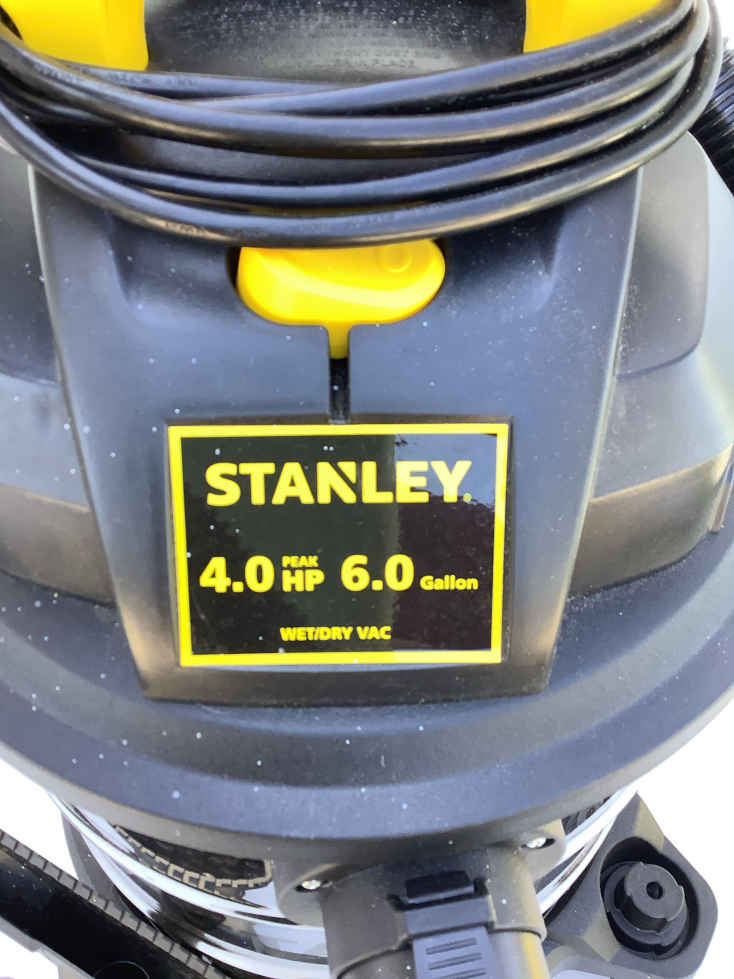 STANLEY.
4.0 PEAK HP 6.0 Gallon
WET/DRY VAC